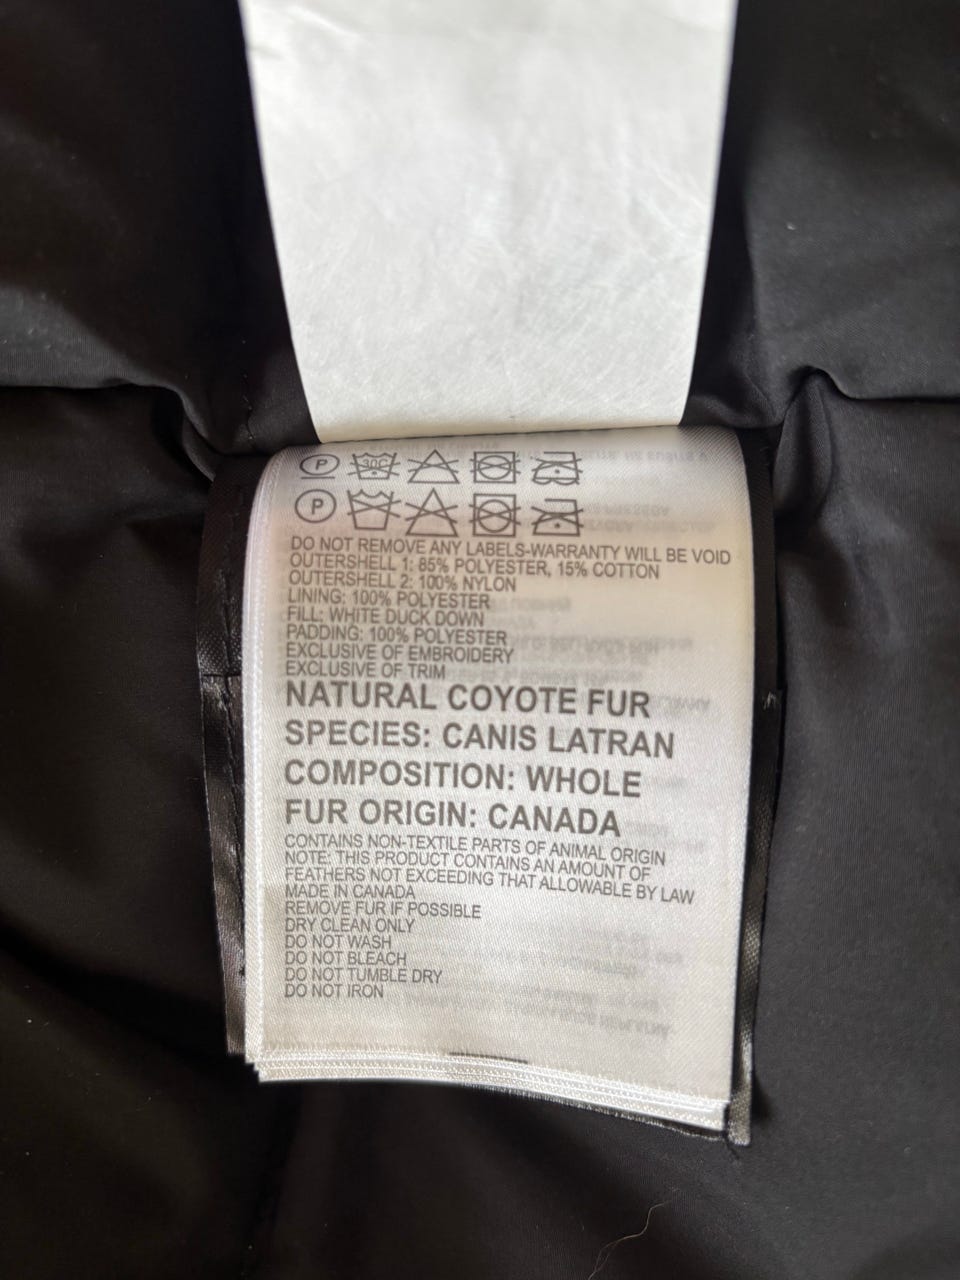 P 30C
P
DO NOT REMOVE ANY LABELS-WARRANTY WILL BE VOID
OUTERSHELL 1: 85% POLYESTER, 15% COTTON
OUTERSHELL 2: 100% NYLON
LINING: 100% POLYESTER
FILL: WHITE DUCK DOWN
PADDING: 100% POLYESTER
EXCLUSIVE OF EMBROIDERY
EXCLUSIVE OF TRIM
NATURAL COYOTE FUR
SPECIES: CANIS LATRAN
COMPOSITION: WHOLE
FUR ORIGIN: CANADA
CONTAINS NON-TEXTILE PARTS OF ANIMAL ORIGIN
NOTE: THIS PRODUCT CONTAINS AN AMOUNT OF
FEATHERS NOT EXCEEDING THAT ALLOWABLE BY LAW
MADE IN CANADA
REMOVE FUR IF POSSIBLE
DRY CLEAN ONLY
DO NOT WASH
DO NOT BLEACH
DO NOT TUMBLE DRY
DO NOT IRON